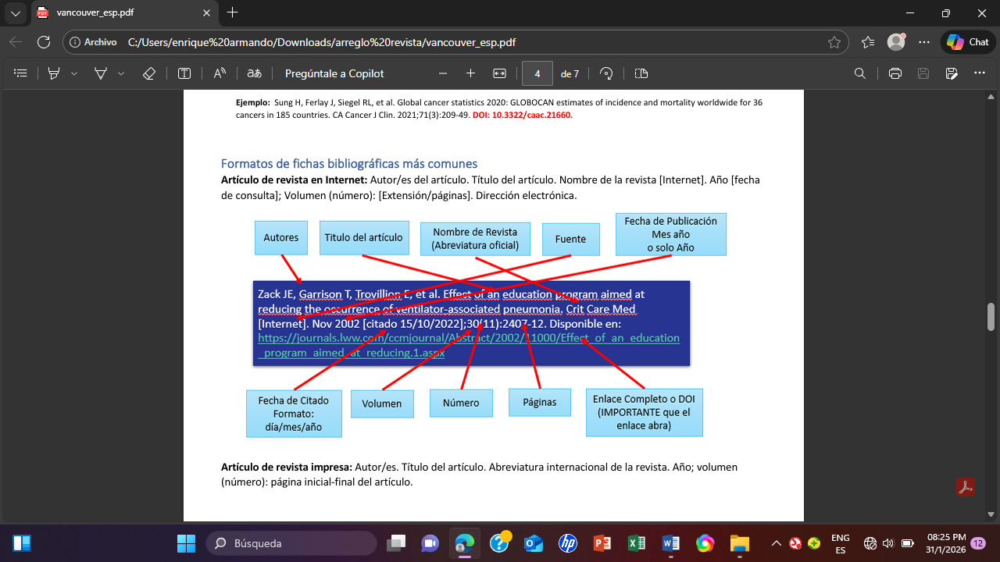 vancouver_esp.pdf
Archivo C:/Users/enrique%20armando/Downloads/arreglo%20revista/vancouver_esp.pdf
Chat
Pregúntale a Copilot
4 de 7
Ejemplo: Sung H, Ferlay J, Siegel RL, et al. Global cancer statistics 2020: GLOBOCAN estimates of incidence and mortality worldwide for 36
cancers in 185 countries. CA Cancer J Clin. 2021;71(3):209-49. DOI: 10.3322/caac.21660.
Formatos de fichas bibliográficas más comunes
Artículo de revista en Internet: Autor/es del artículo. Título del artículo. Nombre de la revista [Internet]. Año [fecha
de consulta]; Volumen (número): [Extensión/páginas]. Dirección electrónica.
Autores
Titulo del artículo
Nombre de Revista
(Abreviatura oficial)
Fuente
Fecha de Publicación
Mes año
o solo Año
Zack JE, Garrison T, Trovillion E, et al. Effect of an education program aimed at
reducing the occurrence of ventilator-associated pneumonia. Crit Care Med
[Internet]. Nov 2002 [citado 15/10/2022];30(11):2407-12. Disponible en:
https://journals.lww.com/ccmjournal/Abstract/2002/11000/Effect_of_an_education
_program_aimed_at_reducing.1.aspx
Fecha de Citado
Formato:
día/mes/año
Volumen
Número
Páginas
Enlace Completo o DOI
(IMPORTANTE que el
enlace abra)
Artículo de revista impresa: Autor/es. Título del artículo. Abreviatura internacional de la revista. Año; volumen
(número): página inicial-final del artículo.
Búsqueda
ENG
ES
08:25 PM
31/1/2026
12